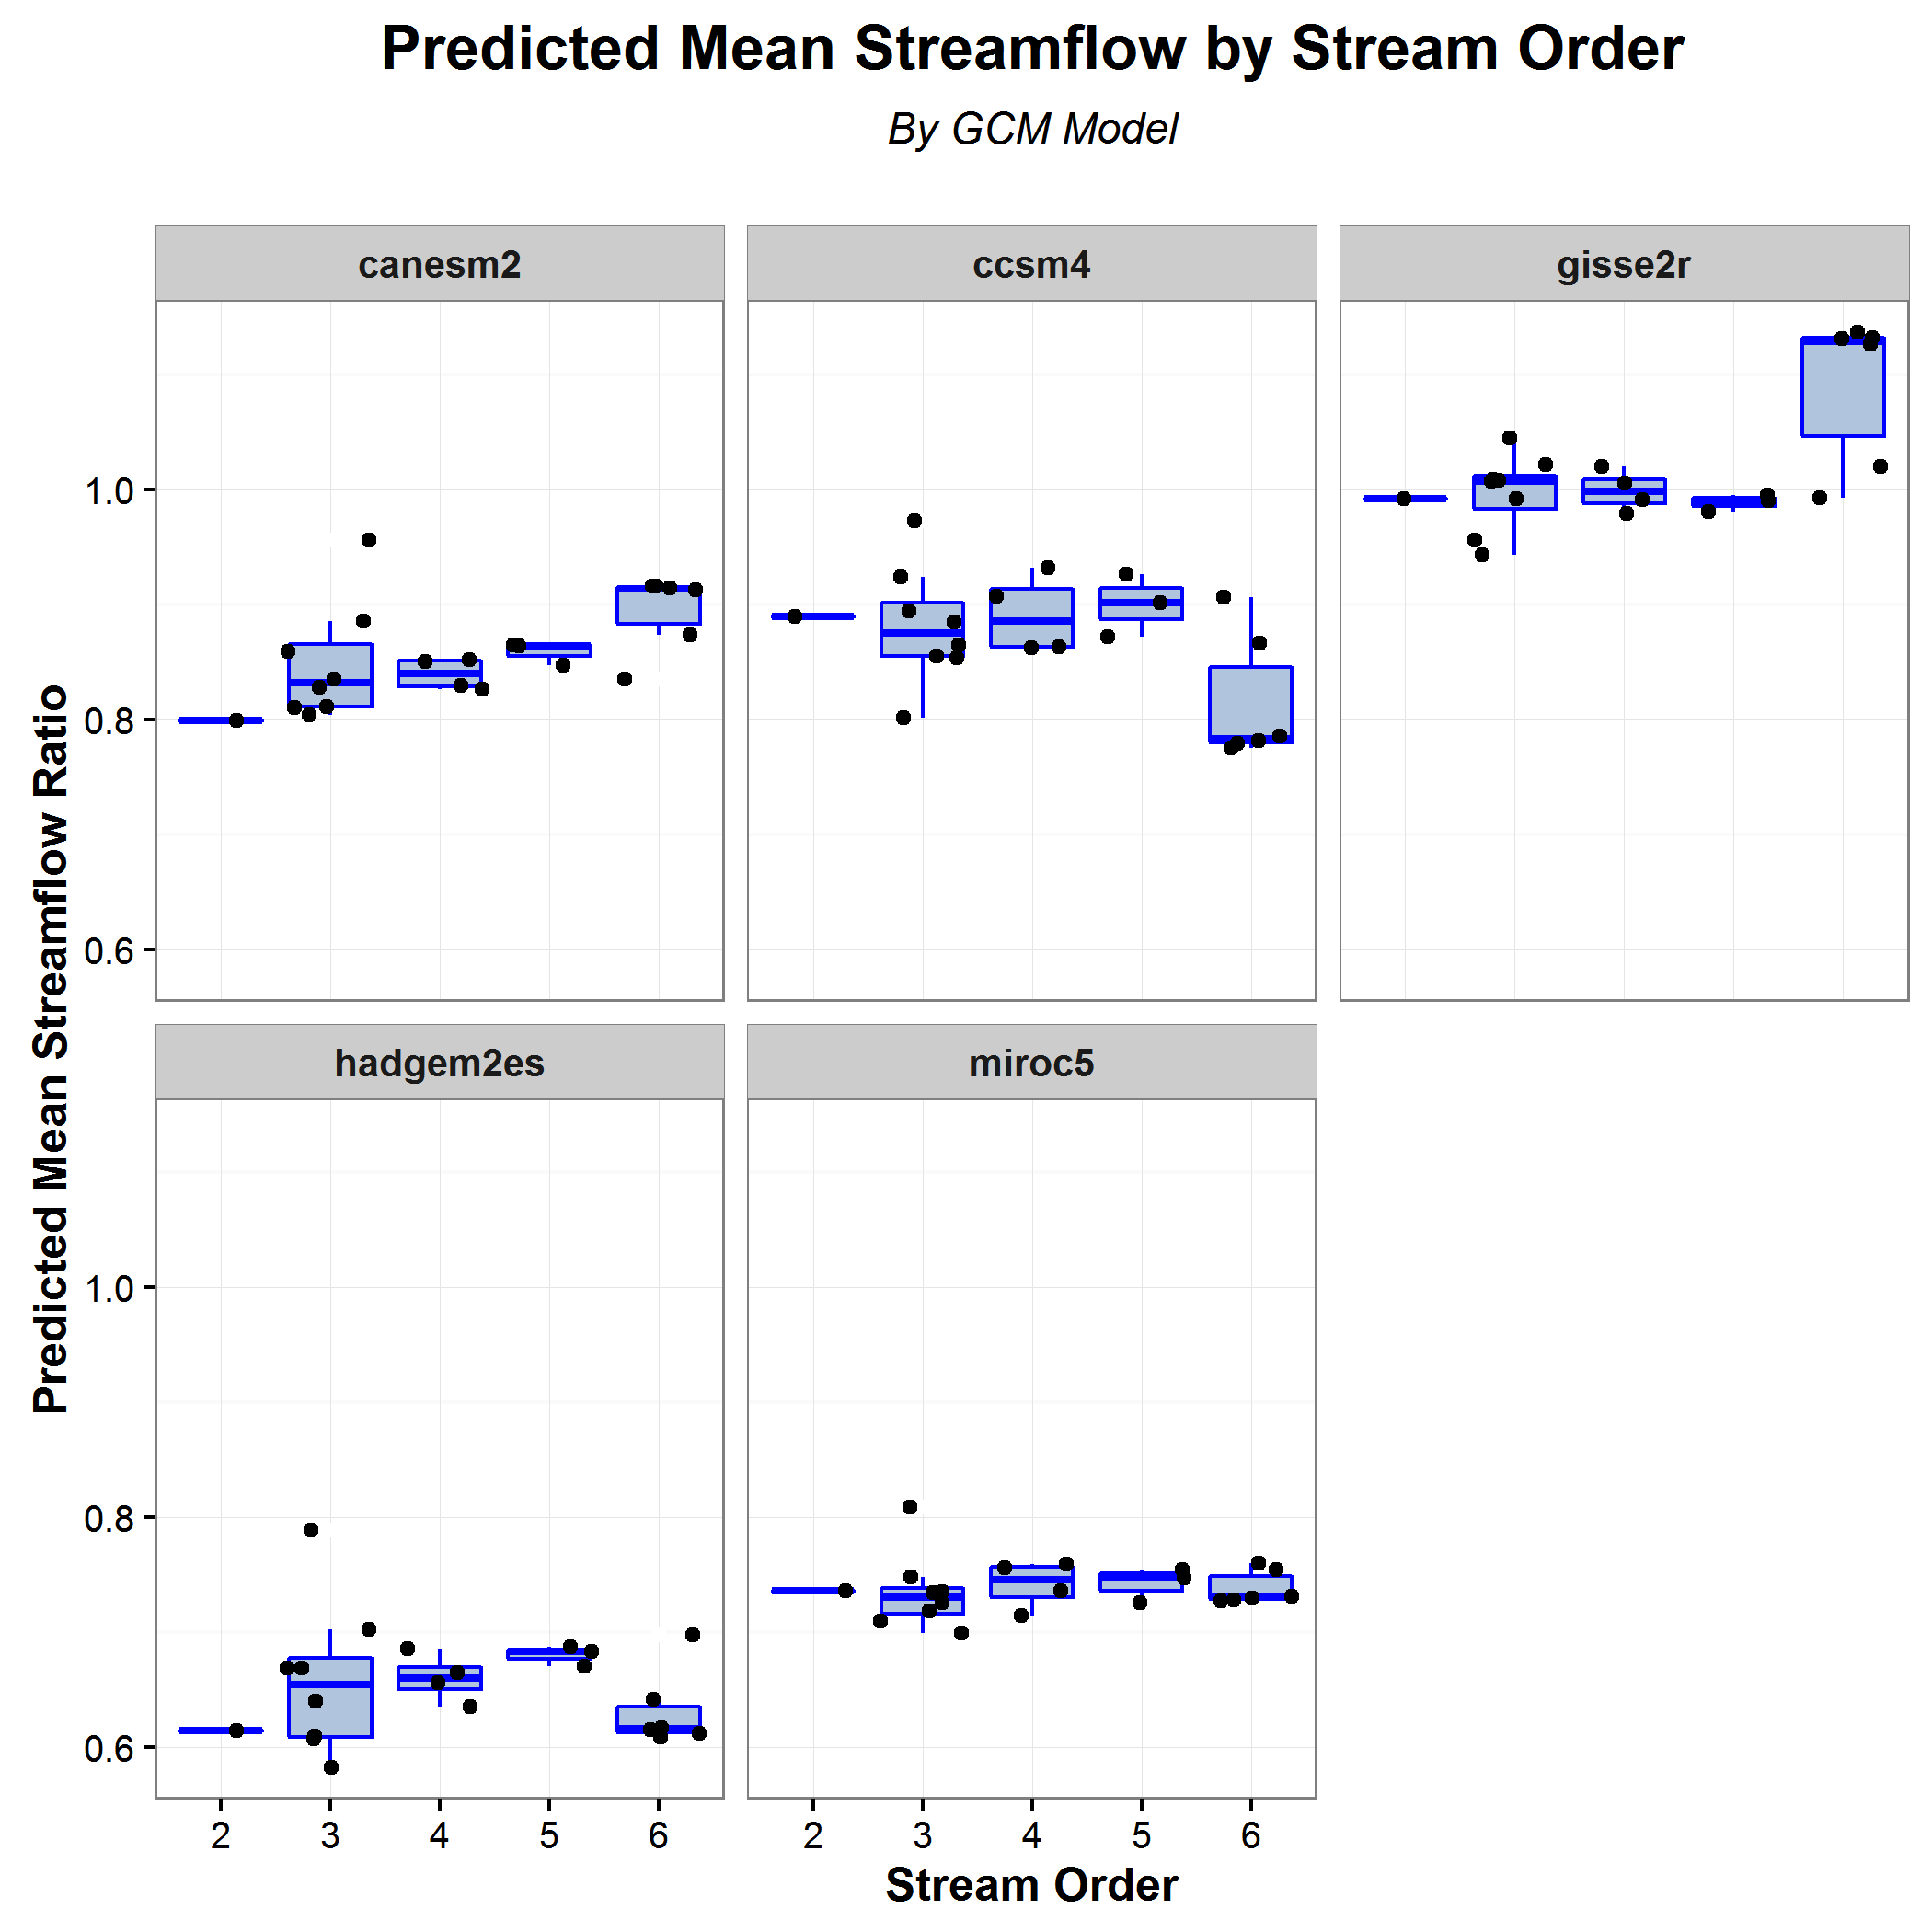 Predicted Mean Streamflow by Stream Order
By GCM Model
canesm2
ccsm4
gisse2r
1.0
0.8
0.6
Predicted Mean Streamflow Ratio
hadgem2es
miroc5
1.0
0.8
0.6
2 3 4 5 6
2 3 4 5 6
Stream Order